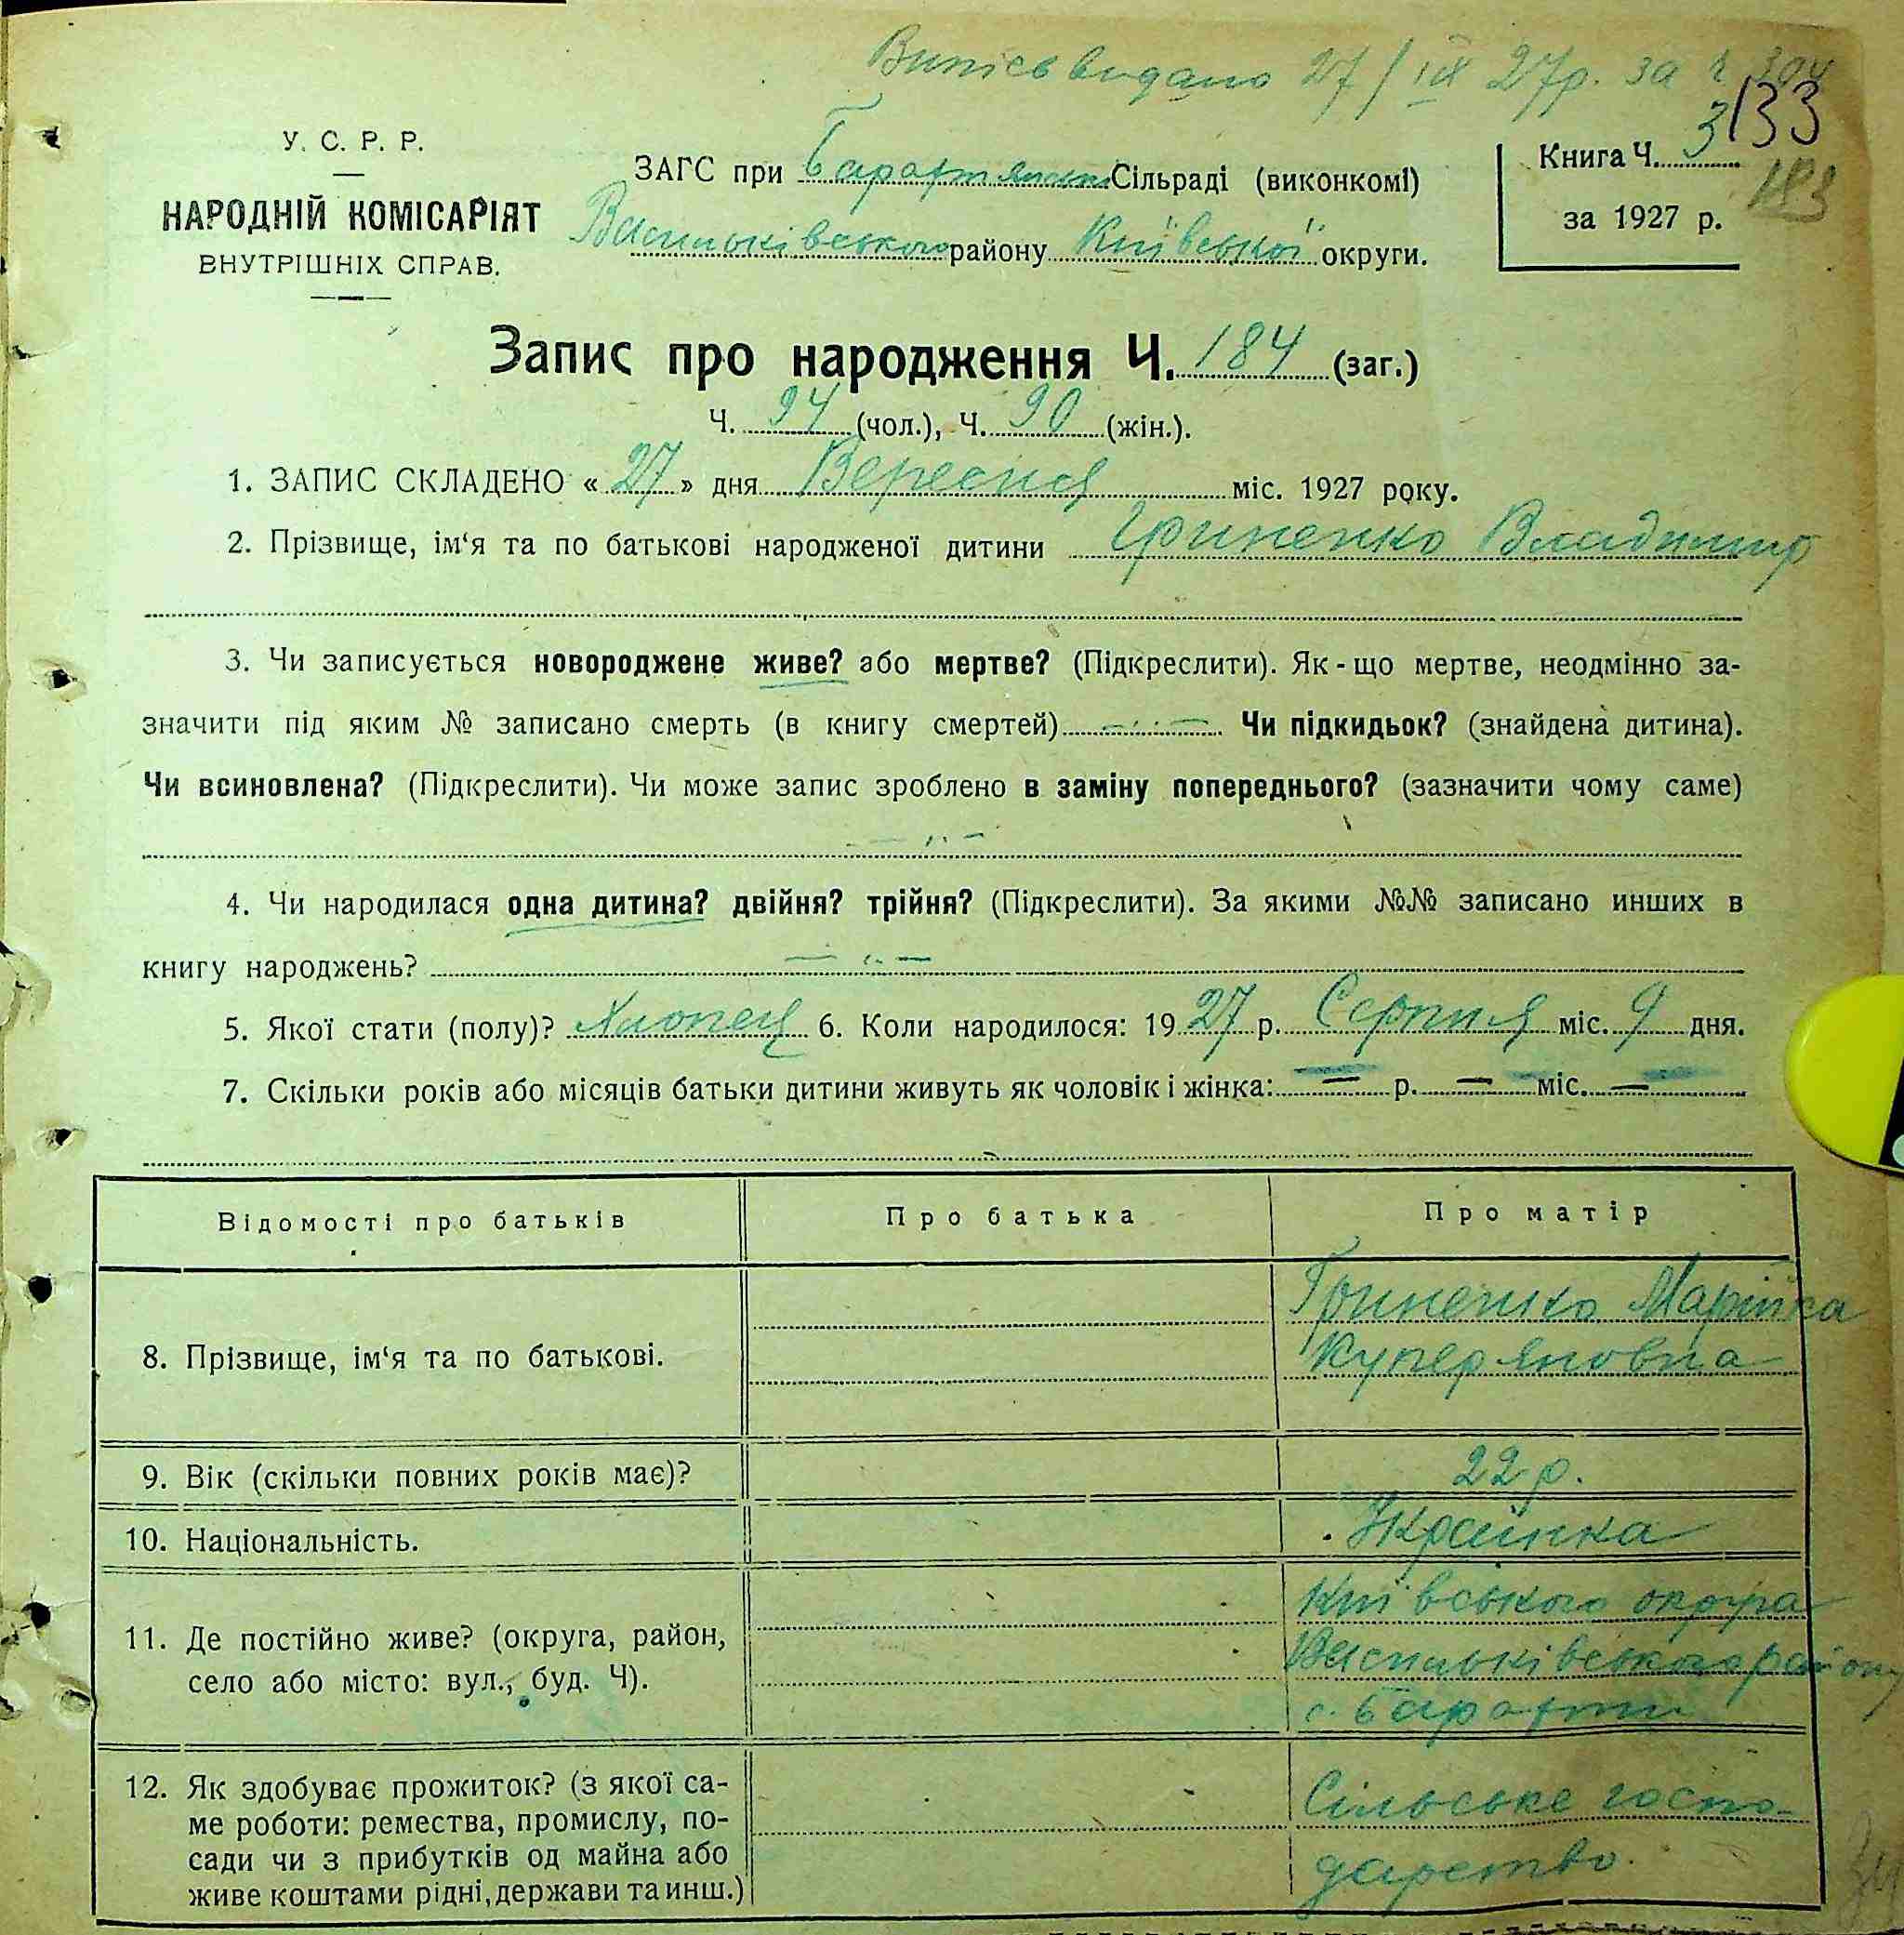 Випісь видано 27/IX 27р. за ч 304
133
183
У. С. Р. Р.
НАРОДНІЙ КОМІСАРІЯТ
ВНУТРІШНІХ СПРАВ.
ЗАГС при Барахтянськ Сільраді (виконкомі)
Васильківського району Київської округи.
Книга Ч. 3
за 1927 р.
Запис про народження Ч. 184 (заг.)
Ч. 94 (чол.), Ч. 90 (жін.).
1. ЗАПИС СКЛАДЕНО « 27 » дня Вересня міс. 1927 року.
2. Прізвище, ім‘я та по батькові народженої дитини Гриненко Владимир
3. Чи записується новороджене живе? або мертве? (Підкреслити). Як-що мертве, неодмінно за-
значити під яким № записано смерть (в книгу смертей) —„— Чи підкидьок? (знайдена дитина).
Чи всиновлена? (Підкреслити). Чи може запис зроблено в заміну попереднього? (зазначити чому саме)
—„—
4. Чи народилася одна дитина? двійня? трійня? (Підкреслити). За якими №№ записано инших в
книгу народжень? —„—
5. Якої стати (полу)? Хлопец 6. Коли народилося: 1927 р. Серпня міс. 9 дня.
7. Скільки років або місяців батьки дитини живуть як чоловік і жінка: — р. — міс. —
Відомості про батьків Про батька Про матір
8. Прізвище, ім‘я та по батькові. Гриненко Марійка
Куперяновна
9. Вік (скільки повних років має)? 22 р.
10. Національність. Українка
11. Де постійно живе? (округа, район,
село або місто: вул., буд. Ч).
Київського округа
Васильківського району
с. Барахти
12. Як здобуває прожиток? (з якої са-
ме роботи: ремества, промислу, по-
сади чи з прибутків од майна або
живе коштами рідні, держави та инш.)
Сільське госпо-
дарство.